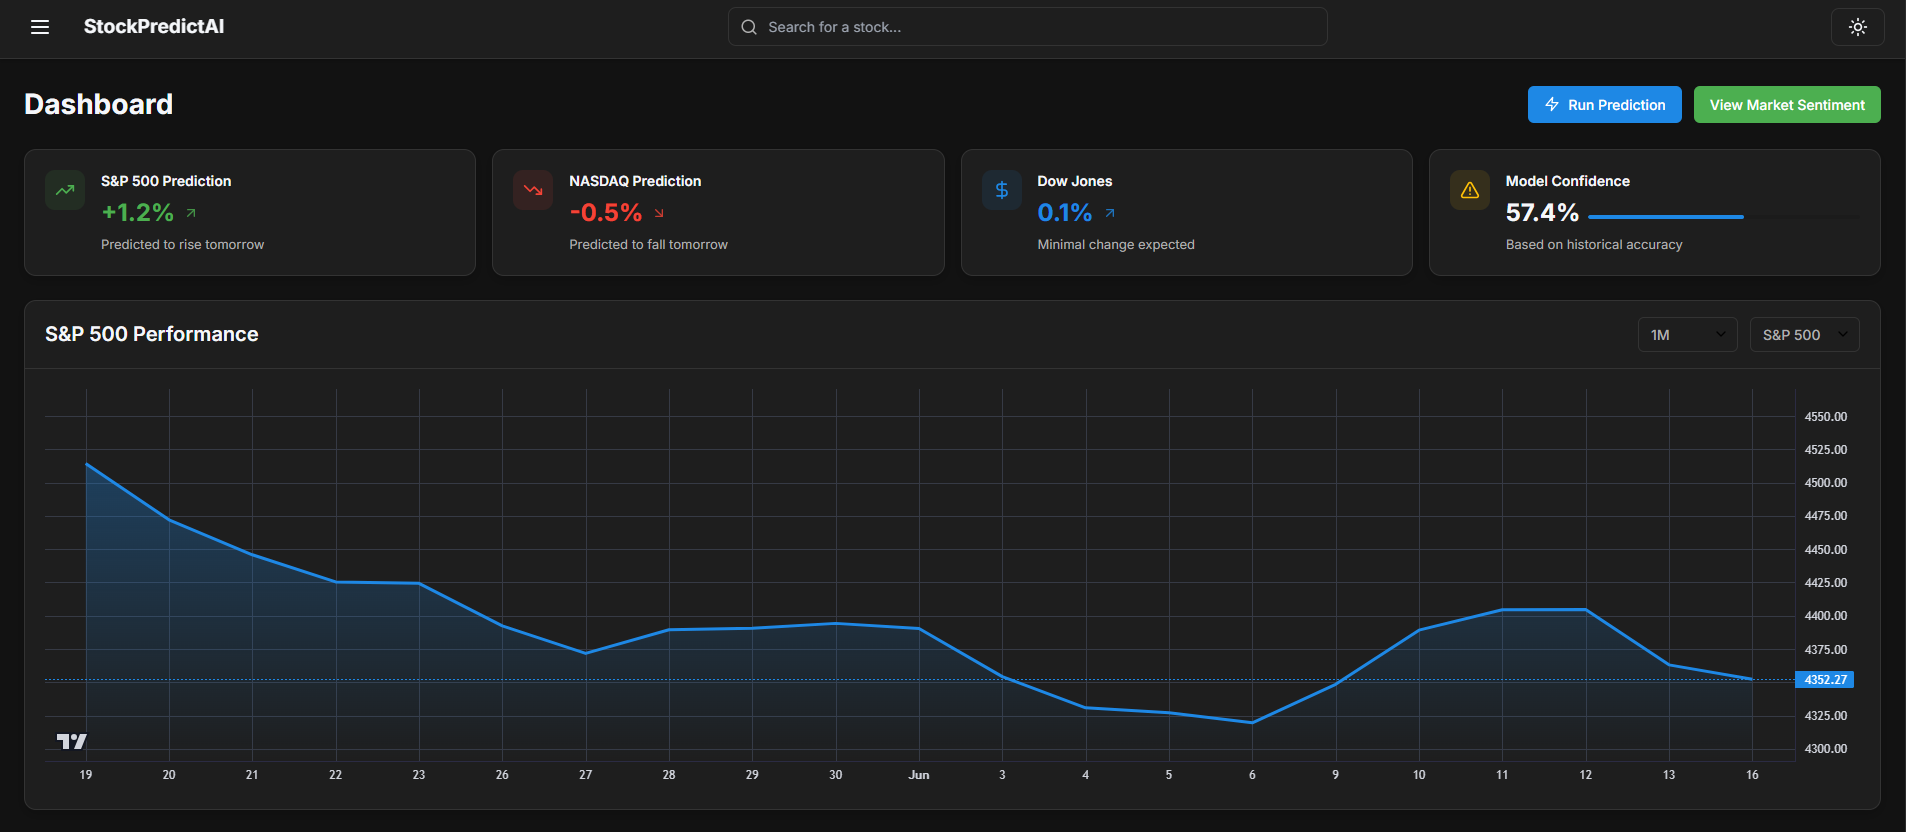 StockPredictAI
Search for a stock...
Dashboard
Run Prediction
View Market Sentiment
S&P 500 Prediction
+1.2%
Predicted to rise tomorrow
NASDAQ Prediction
-0.5%
Predicted to fall tomorrow
Dow Jones
0.1%
Minimal change expected
Model Confidence
57.4%
Based on historical accuracy
S&P 500 Performance
1M
S&P 500
4550.00
4525.00
4500.00
4475.00
4450.00
4425.00
4400.00
4375.00
4352.27
4325.00
4300.00
19 20 21 22 23 26 27 28 29 30 Jun 3 4 5 6 9 10 11 12 13 16